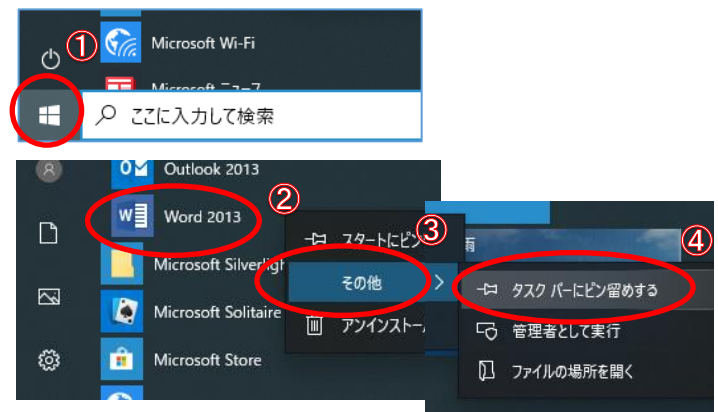 ①
Microsoft Wi-Fi
Microsoft ニュース
ここに入力して検索
Outlook 2013
②
Word 2013
③
スタートにピン
④
雨
Microsoft Silverligh
その他
タスク バーにピン留めする
Microsoft Solitaire
アンインストール
管理者として実行
Microsoft Store
ファイルの場所を開く